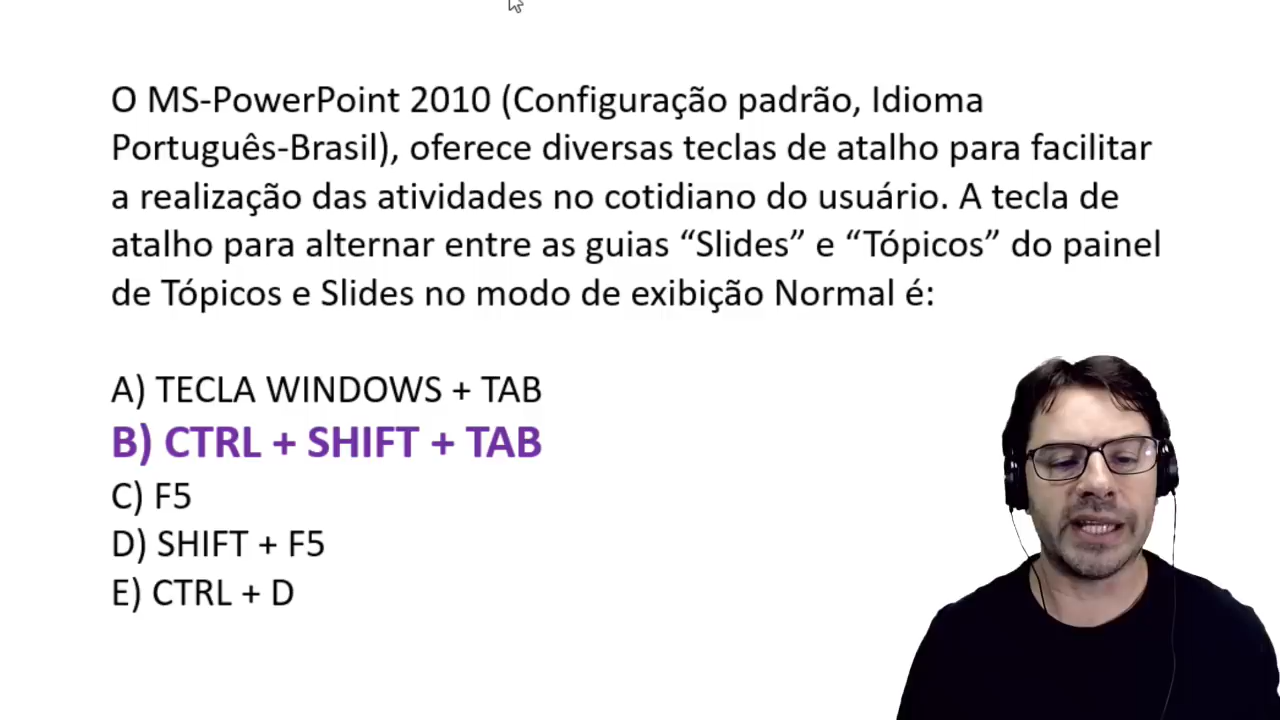 O MS-PowerPoint 2010 (Configuração padrão, Idioma
Português-Brasil), oferece diversas teclas de atalho para facilitar
a realização das atividades no cotidiano do usuário. A tecla de
atalho para alternar entre as guias “Slides” e “Tópicos” do painel
de Tópicos e Slides no modo de exibição Normal é:
A) TECLA WINDOWS + TAB
B) CTRL + SHIFT + TAB
C) F5
D) SHIFT + F5
E) CTRL + D